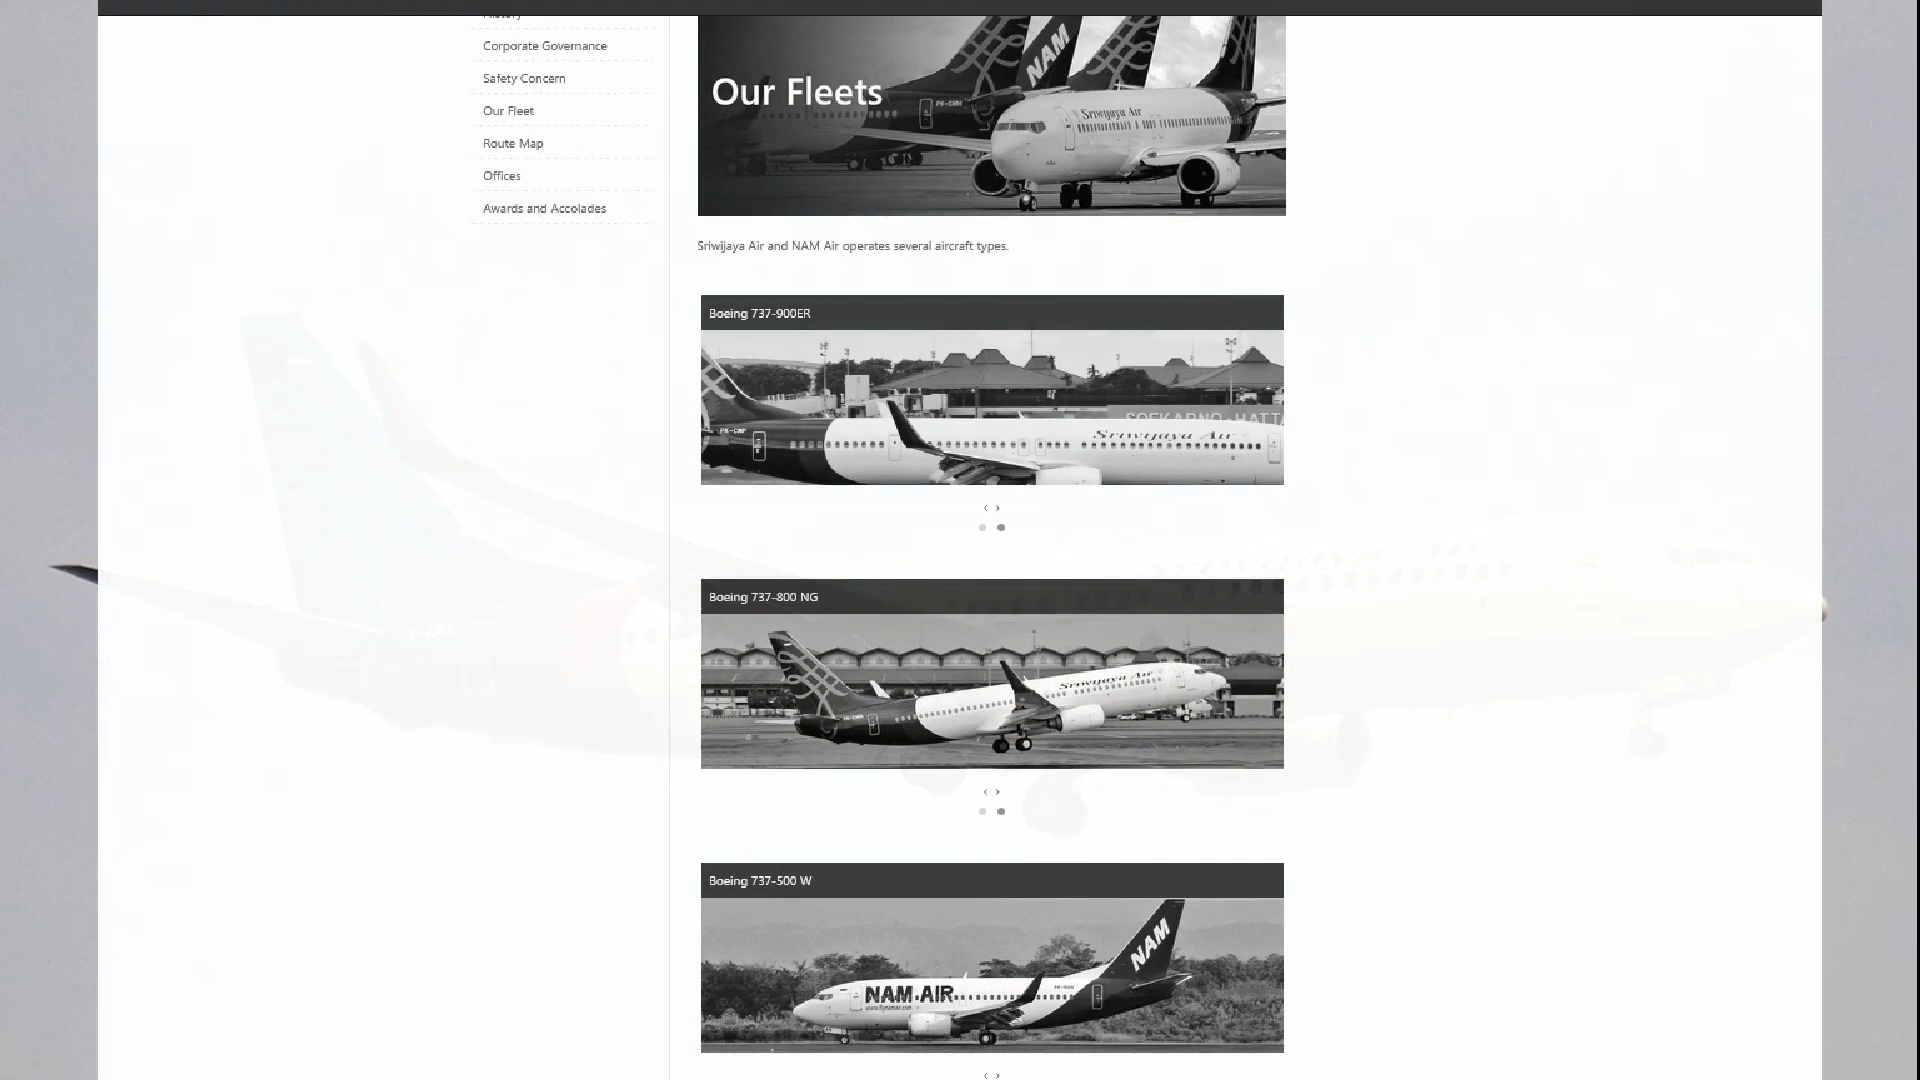 Corporate Governance
Safety Concern
Our Fleet
Route Map
Offices
Awards and Accolades
Our Fleets
NAM
Sriwijaya Air
Sriwijaya Air and NAM Air operates several aircraft types.
Boeing 737-900ER
SOEKARNO-HATTA
Sriwijaya Air
Boeing 737-800 NG
Sriwijaya Air
Boeing 737-500 W
NAM
NAM AIR